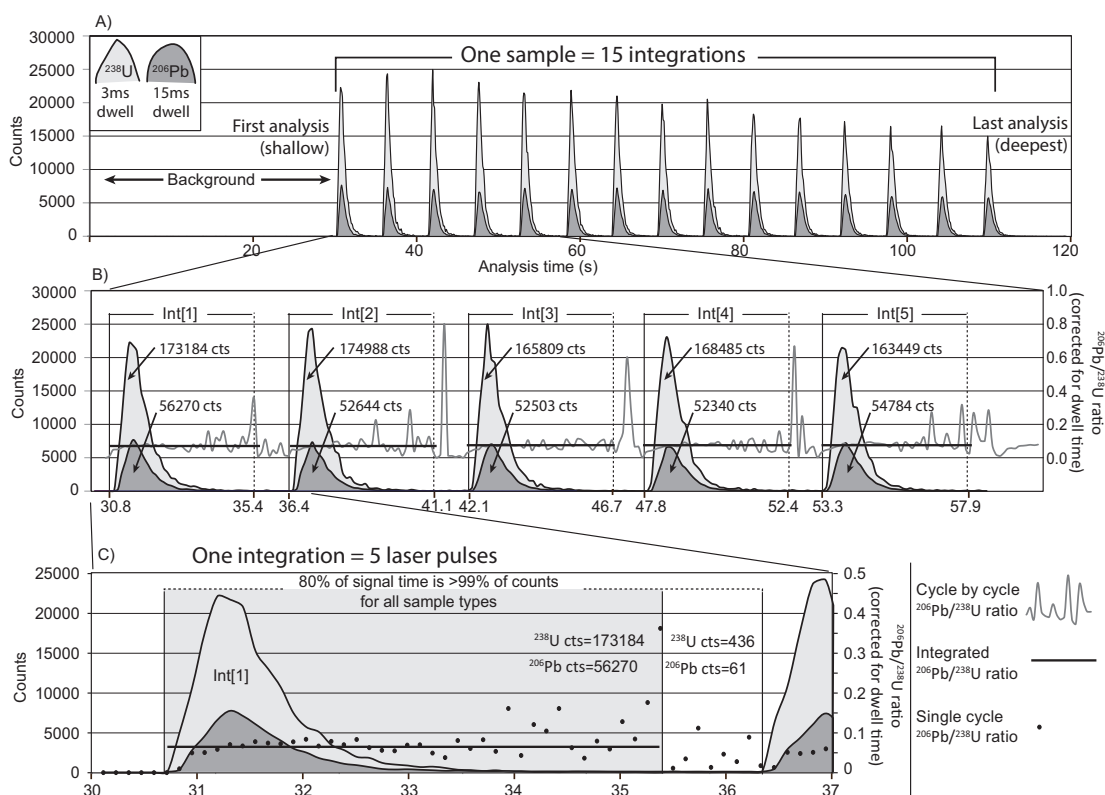 A)
30000
25000
20000
15000
10000
5000
0
Counts
²³⁸U
²⁰⁶Pb
3ms
dwell
15ms
dwell
One sample = 15 integrations
First analysis
(shallow)
Last analysis
(deepest)
Background
20
40
60
80
100
120
Analysis time (s)
B)
30000
25000
20000
15000
10000
5000
0
Counts
Int[1]
Int[2]
Int[3]
Int[4]
Int[5]
173184 cts
174988 cts
165809 cts
168485 cts
163449 cts
56270 cts
52644 cts
52503 cts
52340 cts
54784 cts
1.0
0.8
0.6
0.4
0.2
0.0
²⁰⁶Pb/²³⁸U ratio
(corrected for dwell time)
30.8
35.4
36.4
41.1
42.1
46.7
47.8
52.4
53.3
57.9
C)
One integration = 5 laser pulses
80% of signal time is >99% of counts
for all sample types
25000
20000
15000
10000
5000
0
Counts
Int[1]
²³⁸U cts=173184
²⁰⁶Pb cts=56270
²³⁸U cts=436
²⁰⁶Pb cts=61
0.5
0.4
0.3
0.2
0.1
0
²⁰⁶Pb/²³⁸U ratio
(corrected for dwell time)
30
31
32
33
34
35
36
37
Cycle by cycle
²⁰⁶Pb/²³⁸U ratio
Integrated
²⁰⁶Pb/²³⁸U ratio
Single cycle
²⁰⁶Pb/²³⁸U ratio